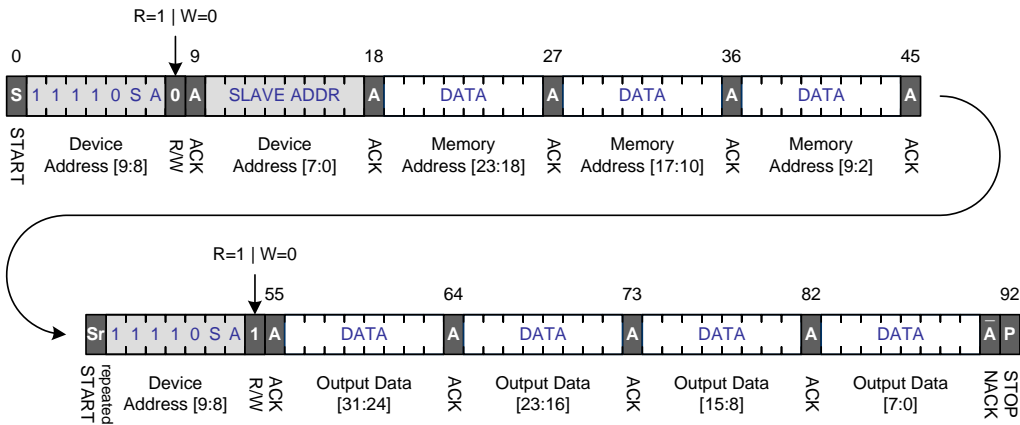 R=1 | W=0
0 9 18 27 36 45
S 1 1 1 1 0 S A 0 A SLAVE ADDR A DATA A DATA A DATA A
START Device Address [9:8] R/W ACK Device Address [7:0] ACK Memory Address [23:18] ACK Memory Address [17:10] ACK Memory Address [9:2] ACK
R=1 | W=0
55 64 73 82 92
Sr 1 1 1 1 0 S A 1 A DATA A DATA A DATA A DATA A P
repeated START Device Address [9:8] R/W ACK Output Data [31:24] ACK Output Data [23:16] ACK Output Data [15:8] ACK Output Data [7:0] NACK STOP